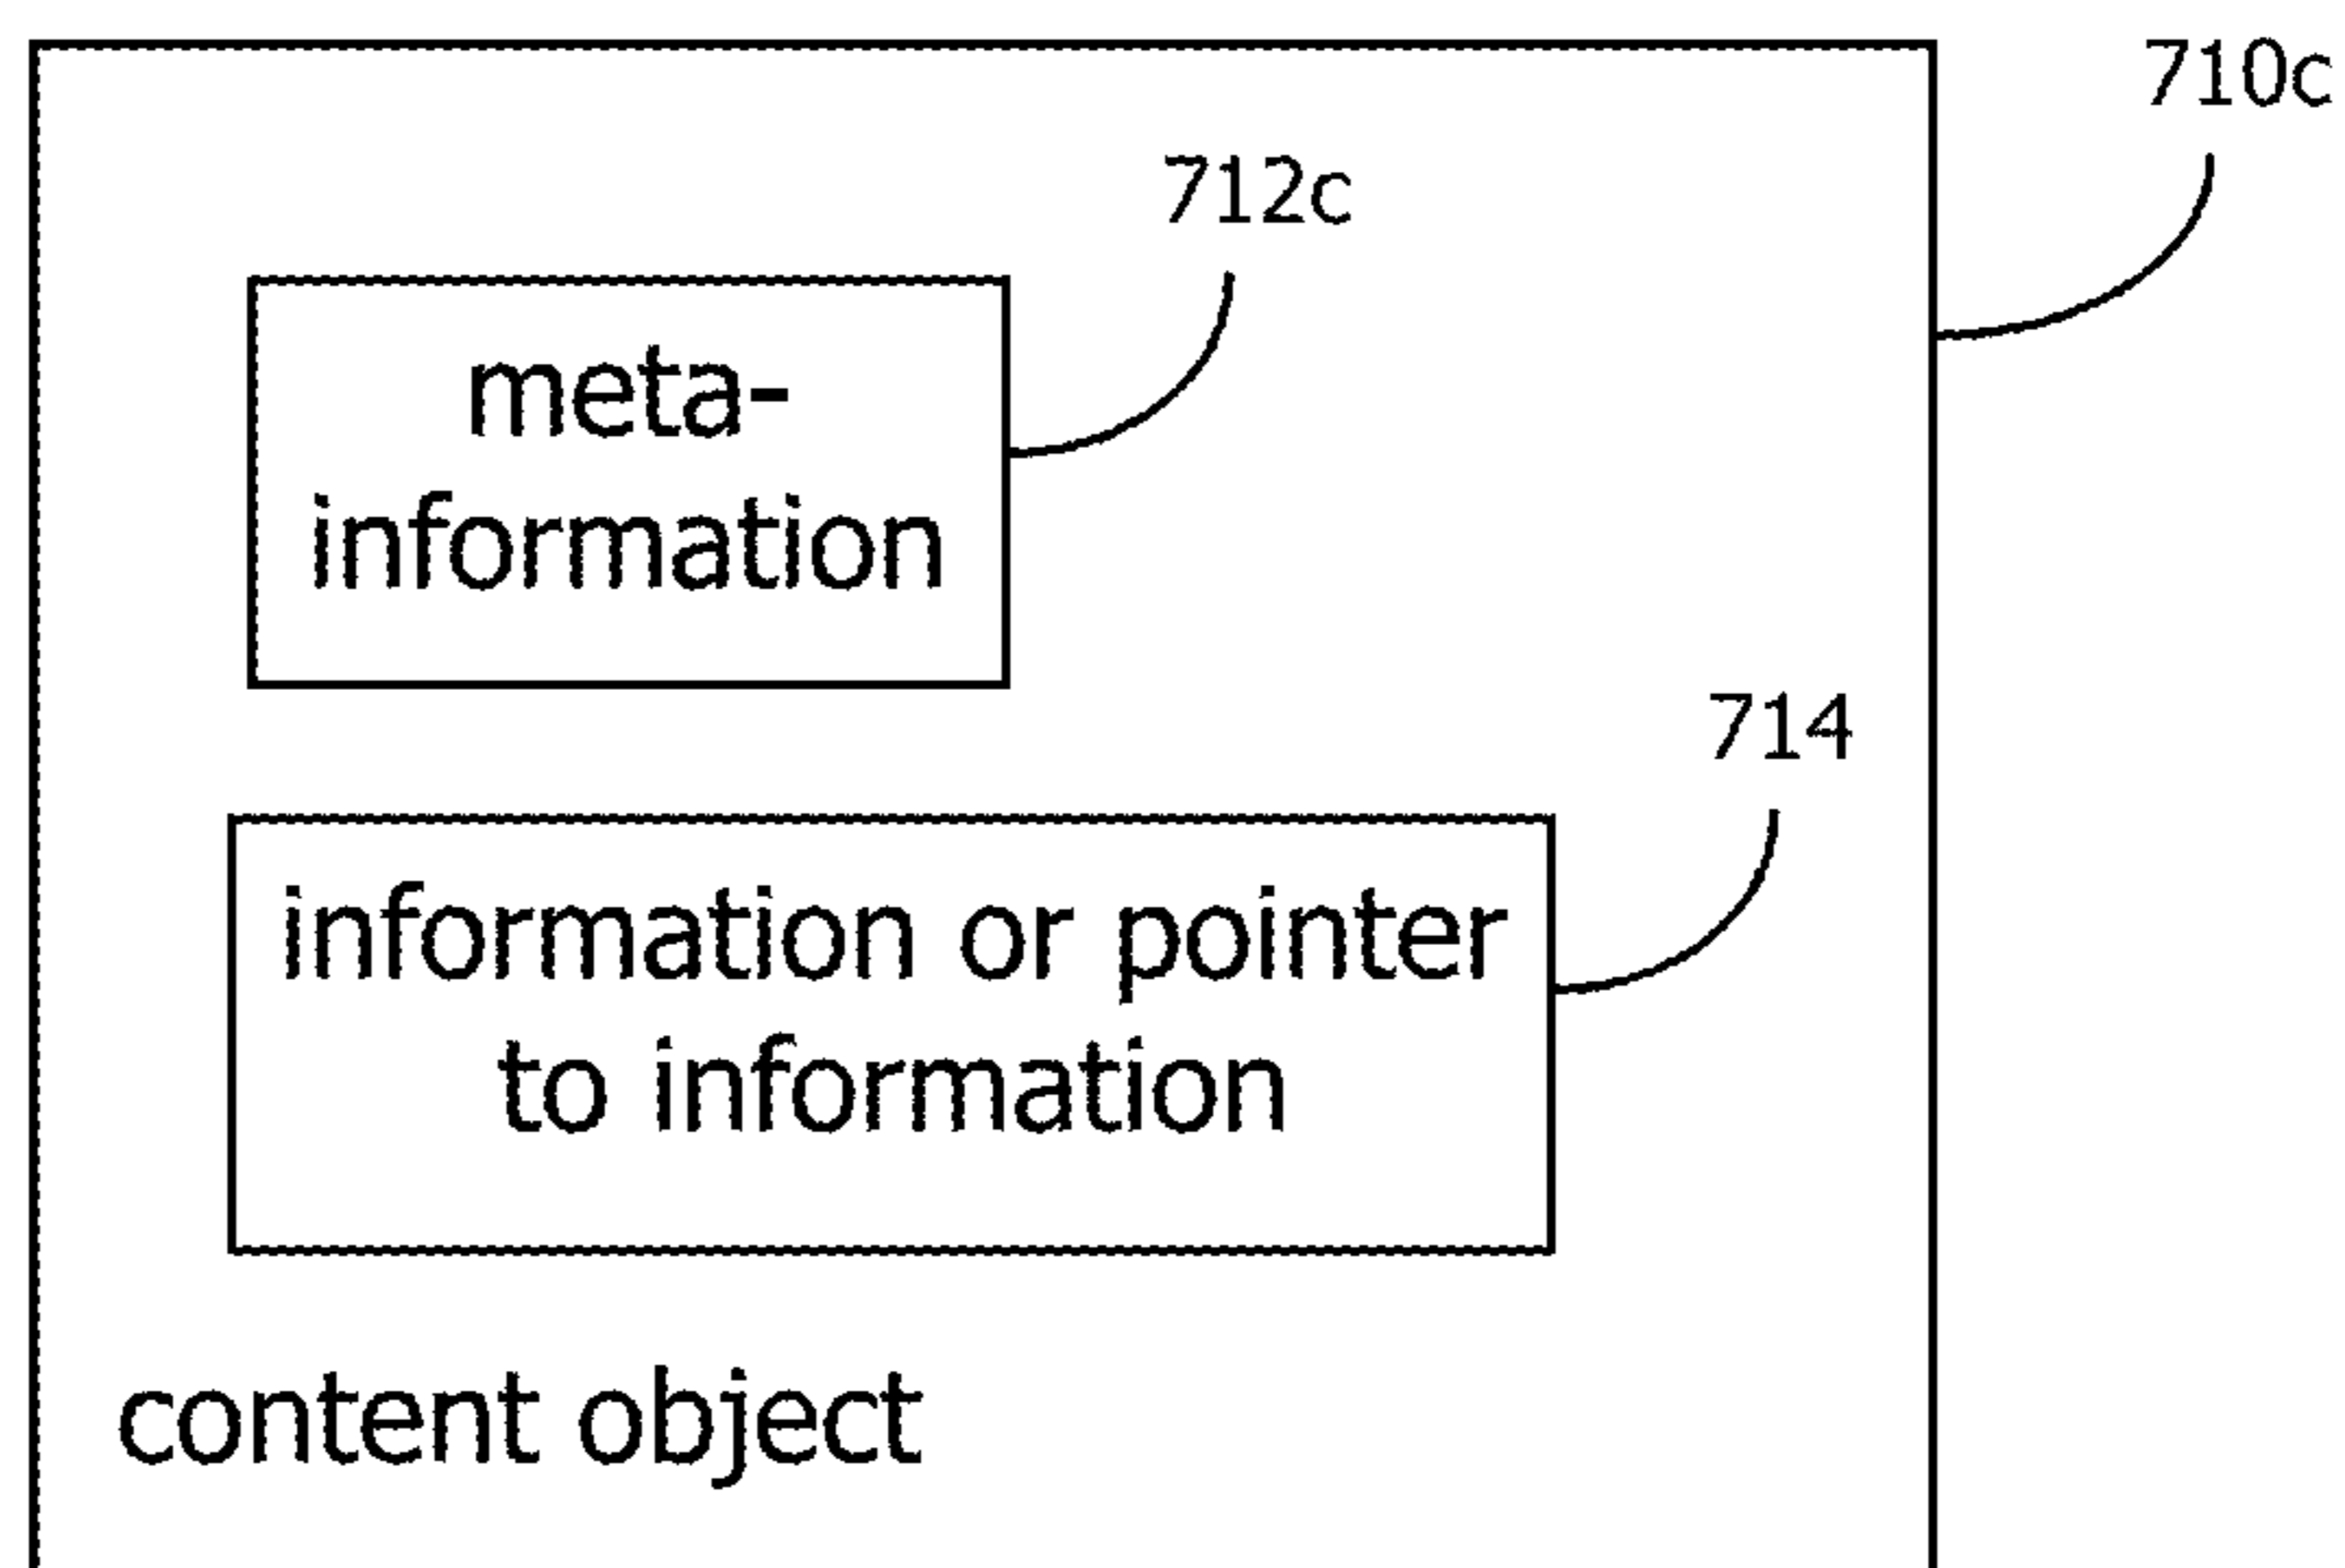 710c
712c
meta-
information
714
information or pointer
to information
content object